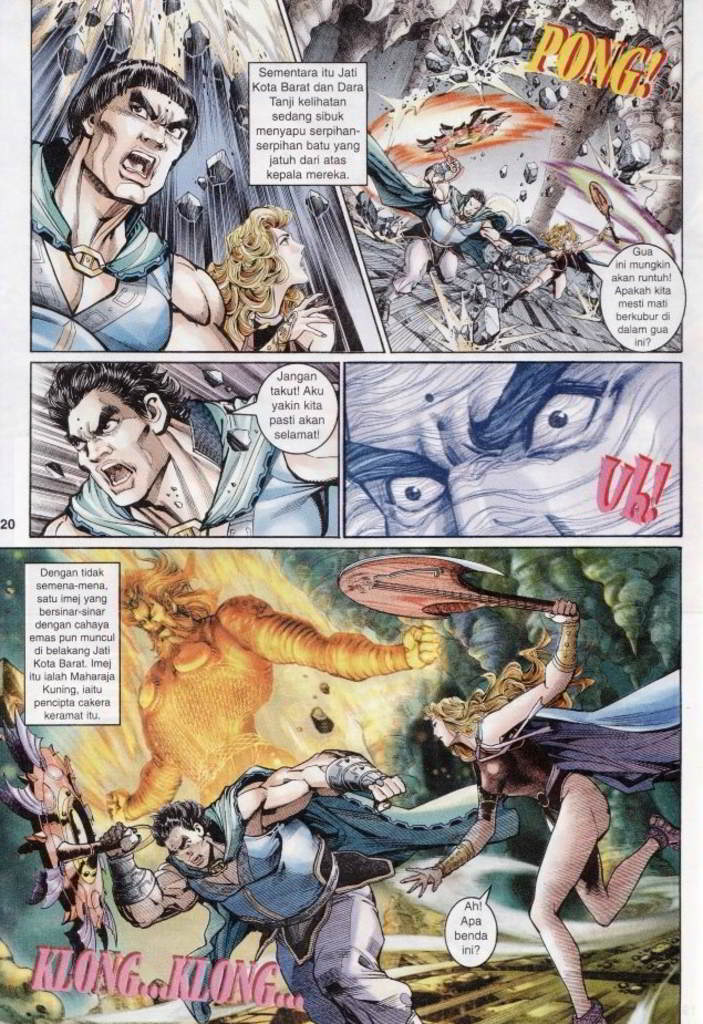 Sementara itu Jati
Kota Barat dan Dara
Tanji kelihatan
sedang sibuk
menyapu serpihan-
serpihan batu yang
jatuh dari atas
kepala mereka.
PONG!
Gua
ini mungkin
akan runtuh!
Apakah kita
mesti mati
berkubur di
dalam gua
ini?
Jangan
takut! Aku
yakin kita
pasti akan
selamat!
Uh!
20
Dengan tidak
semena-mena,
satu imej yang
bersinar-sinar
dengan cahaya
emas pun muncul
di belakang Jati
Kota Barat. Imej
itu ialah Maharaja
Kuning, iaitu
pencipta cakera
keramat itu.
Ah!
Apa
benda
ini?
KLONG...KLONG...